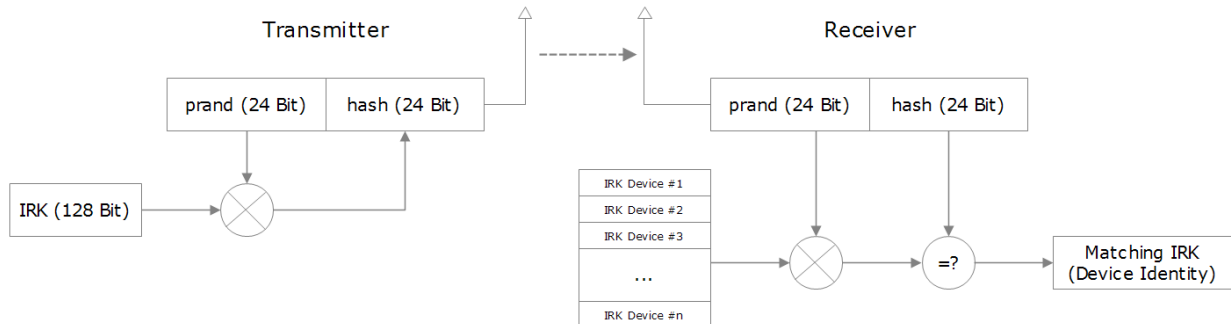 Transmitter
Receiver
prand (24 Bit)
hash (24 Bit)
prand (24 Bit)
hash (24 Bit)
IRK (128 Bit)
IRK Device #1
IRK Device #2
IRK Device #3
...
IRK Device #n
=?
Matching IRK
(Device Identity)